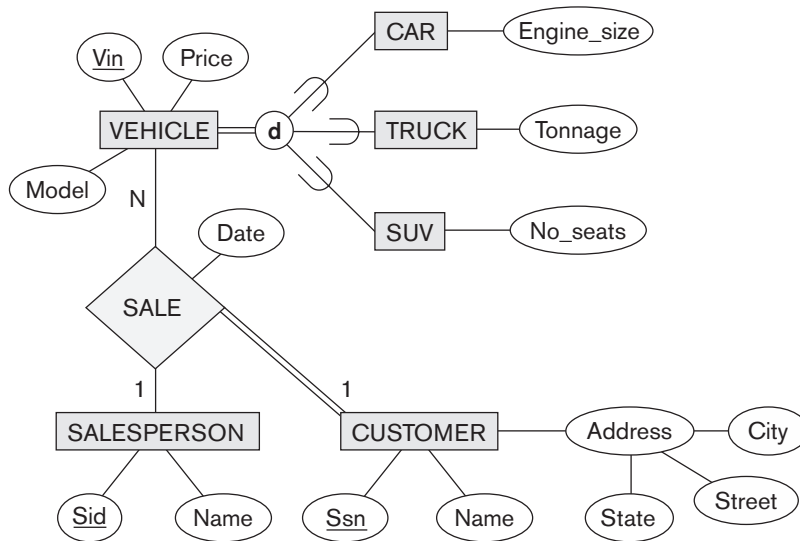 CAR
Engine_size
Vin
Price
VEHICLE
d
TRUCK
Tonnage
Model
N
SUV
No_seats
Date
SALE
1
1
SALESPERSON
CUSTOMER
Address
City
Sid
Name
Ssn
Name
State
Street